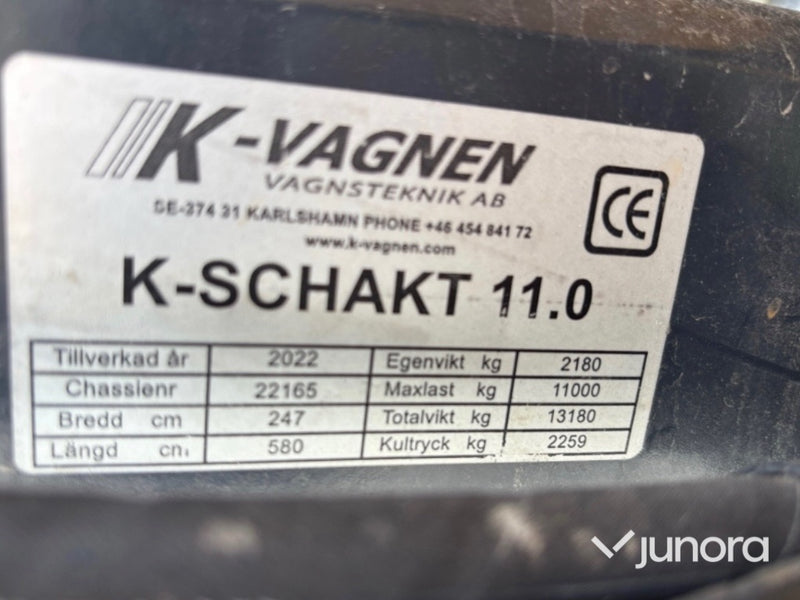 K-VAGNEN
VAGNSTEKNIK AB
SE-374 31 KARLSHAMN PHONE +46 454 841 72
www.k-vagnen.com
CE
K-SCHAKT 11.0
Tillverkad år 2022 Egenvikt kg 2180
Chassienr 22165 Maxlast kg 11000
Bredd cm 247 Totalvikt kg 13180
Längd cm 580 Kultryck kg 2259
junora